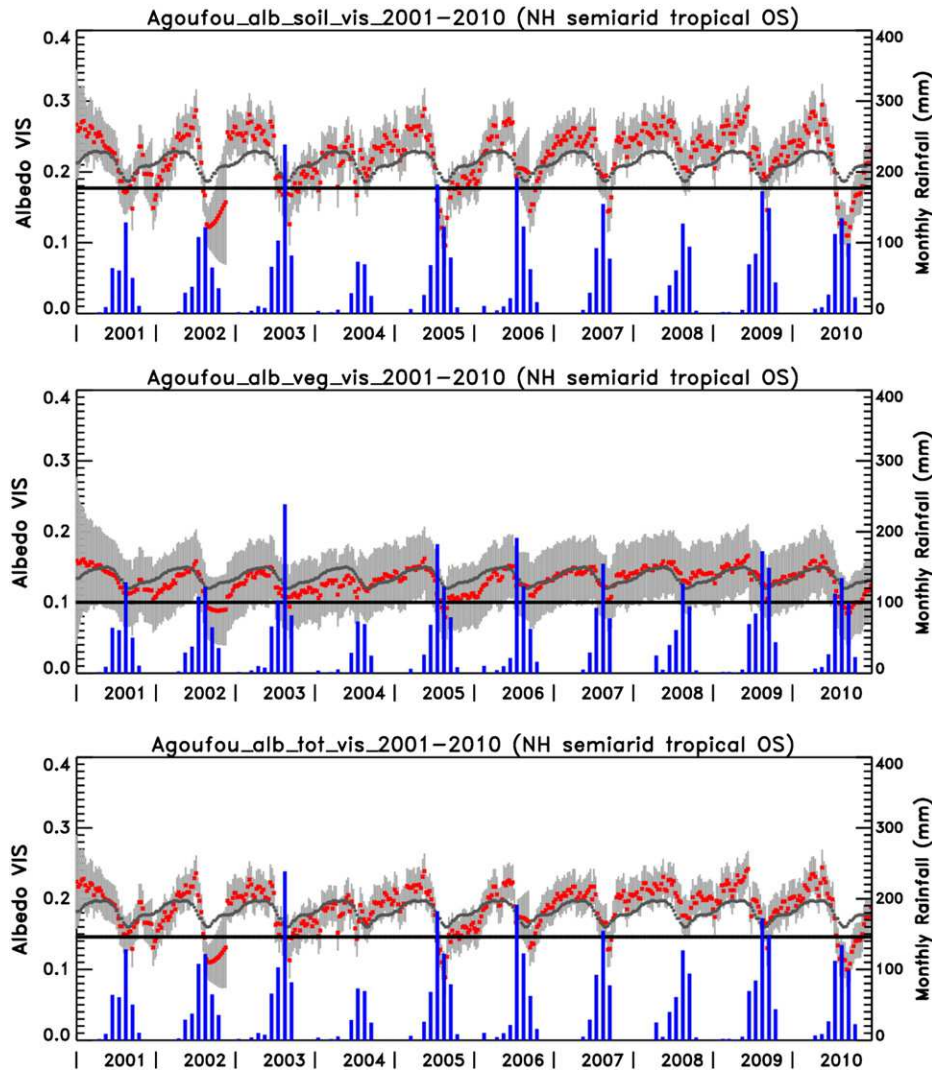 Agoufou_alb_soil_vis_2001-2010 (NH semiarid tropical OS)
0.4
0.3
0.2
0.1
0.0
Albedo VIS
400
300
200
100
0
Monthly Rainfall (mm)
| 2001 | 2002 | 2003 | 2004 | 2005 | 2006 | 2007 | 2008 | 2009 | 2010
Agoufou_alb_veg_vis_2001-2010 (NH semiarid tropical OS)
0.4
0.3
0.2
0.1
0.0
Albedo VIS
400
300
200
100
0
Monthly Rainfall (mm)
| 2001 | 2002 | 2003 | 2004 | 2005 | 2006 | 2007 | 2008 | 2009 | 2010
Agoufou_alb_tot_vis_2001-2010 (NH semiarid tropical OS)
0.4
0.3
0.2
0.1
0.0
Albedo VIS
400
300
200
100
0
Monthly Rainfall (mm)
| 2001 | 2002 | 2003 | 2004 | 2005 | 2006 | 2007 | 2008 | 2009 | 2010